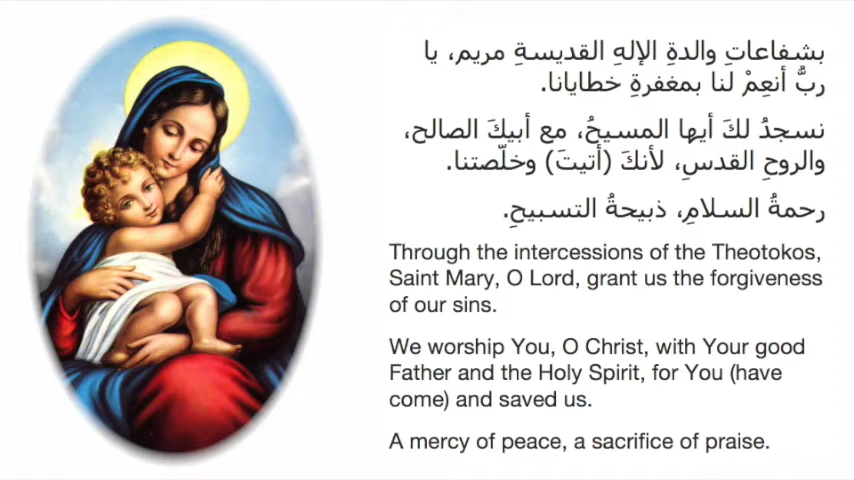 بشفاعاتِ والدةِ الإلهِ القديسةِ مريم، يا
ربُّ أنعِمْ لنا بمغفرةِ خطايانا.
نسجدُ لكَ أيها المسيحُ، مع أبيكَ الصالح،
والروحِ القدسِ، لأنكَ (أتيتَ) وخلّصتنا.
رحمةُ السلامِ، ذبيحةُ التسبيحِ.
Through the intercessions of the Theotokos,
Saint Mary, O Lord, grant us the forgiveness
of our sins.
We worship You, O Christ, with Your good
Father and the Holy Spirit, for You (have
come) and saved us.
A mercy of peace, a sacrifice of praise.